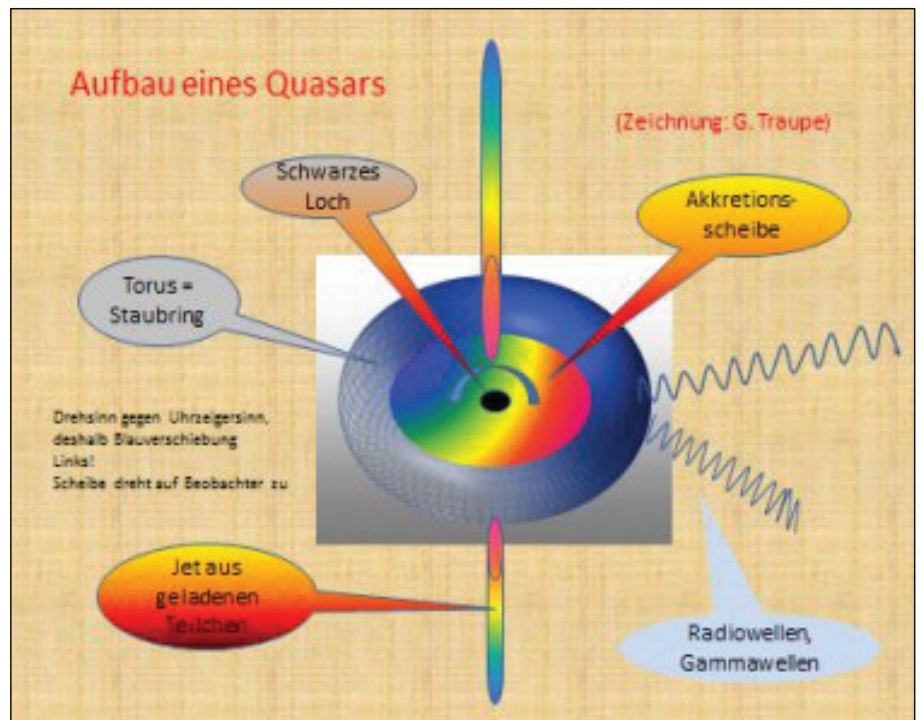 Aufbau eines Quasars
(Zeichnung: G. Traupe)
Schwarzes
Loch
Akkretions-
scheibe
Torus =
Staubring
Drehsinn gegen Uhrzeigersinn,
deshalb Blauverschiebung
Links!
Scheibe dreht auf Beobachter zu
Jet aus
geladenen
Teilchen
Radiowellen,
Gammawellen